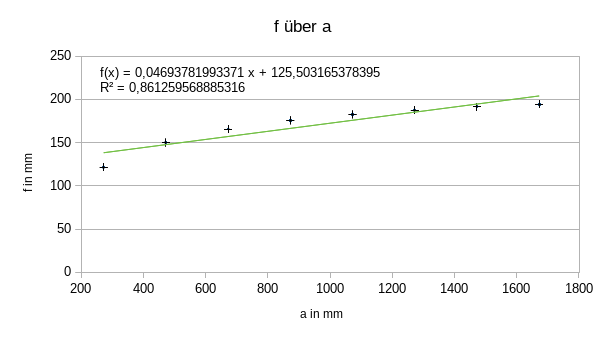 f über a
250
f(x) = 0,04693781993371 x + 125,503165378395
R² = 0,861259568885316
200
150
f in mm
100
50
0
200 400 600 800 1000 1200 1400 1600 1800
a in mm